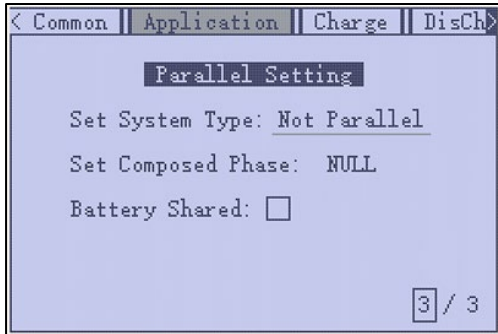 < Common Application Charge DisCh>
Parallel Setting
Set System Type: Not Parallel
Set Composed Phase: NULL
Battery Shared:
3 / 3